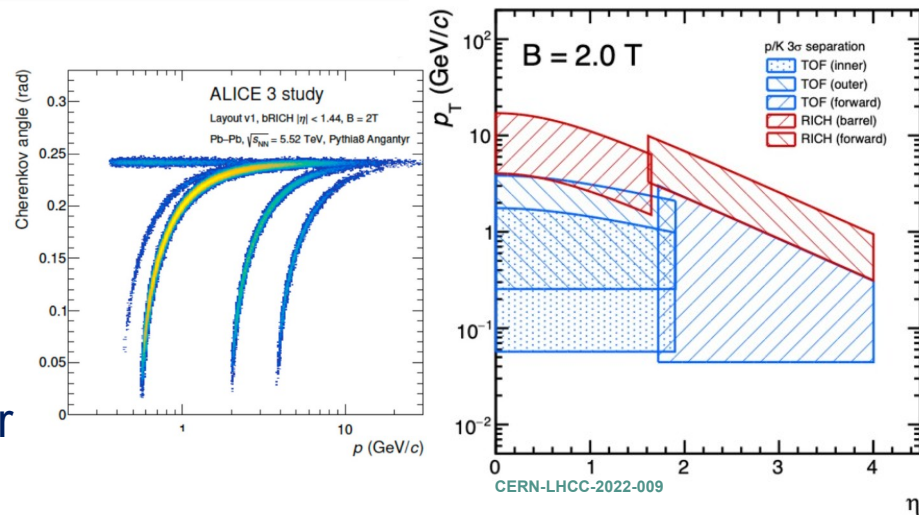 Cherenkov angle (rad)
0.3
0.25
0.2
0.15
0.1
0.05
0
ALICE 3 study
Layout v1, bRICH |η| < 1.44, B = 2T
Pb–Pb, √sNN = 5.52 TeV, Pythia8 Angantyr
1
10
p (GeV/c)
r
pT (GeV/c)
10²
10
1
10⁻¹
10⁻²
B = 2.0 T
p/K 3σ separation
TOF (inner)
TOF (outer)
TOF (forward)
RICH (barrel)
RICH (forward)
0
1
2
3
4
η
CERN-LHCC-2022-009